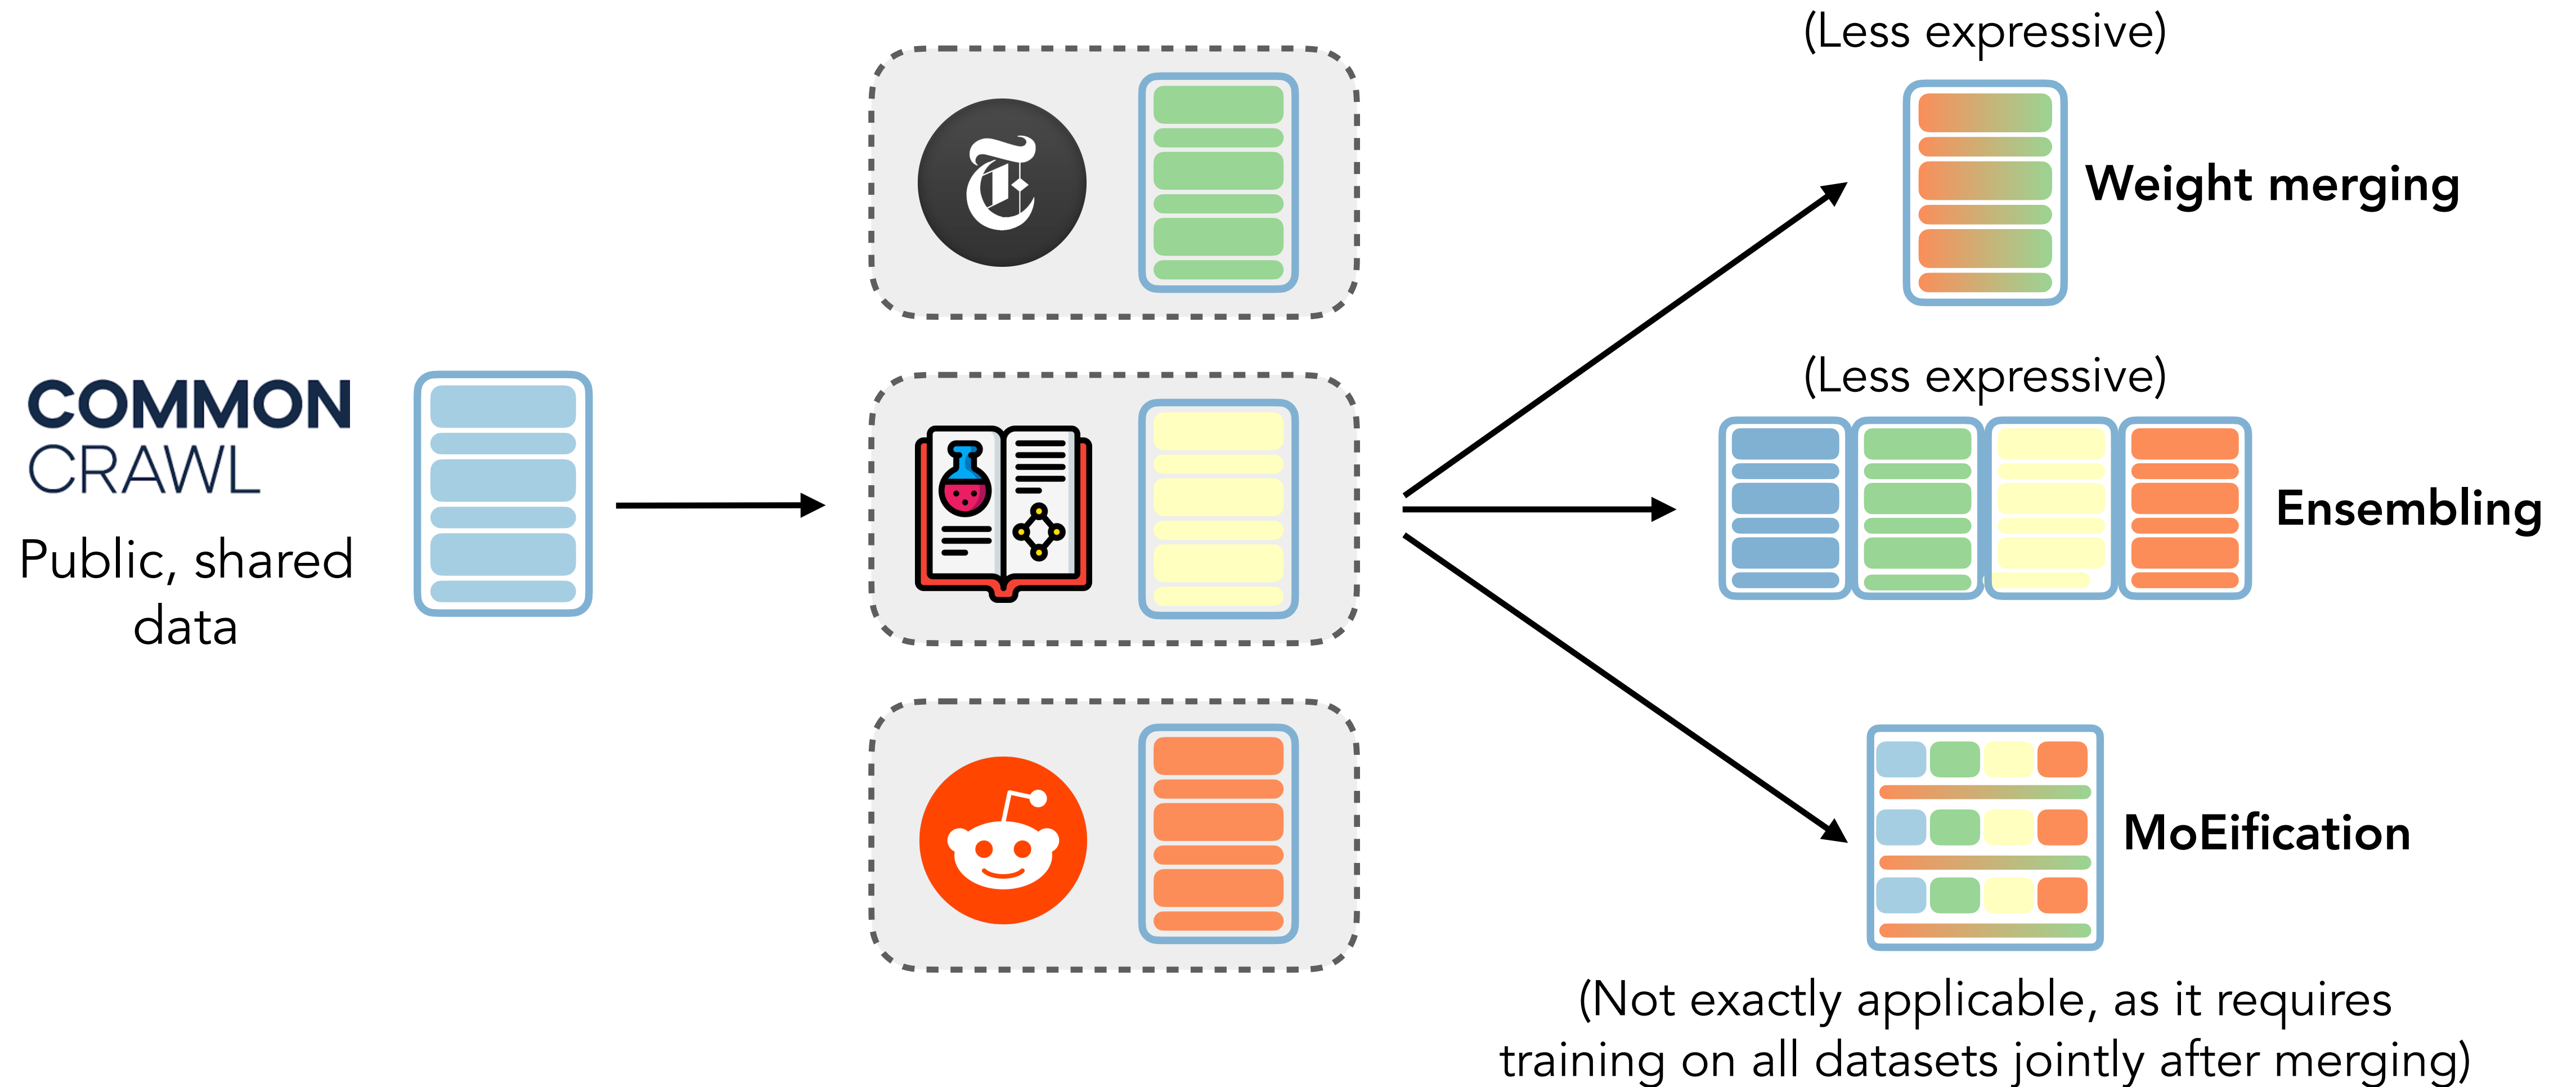 COMMON
CRAWL
Public, shared
data
T
(Less expressive)
Weight merging
(Less expressive)
Ensembling
MoEification
(Not exactly applicable, as it requires
training on all datasets jointly after merging)